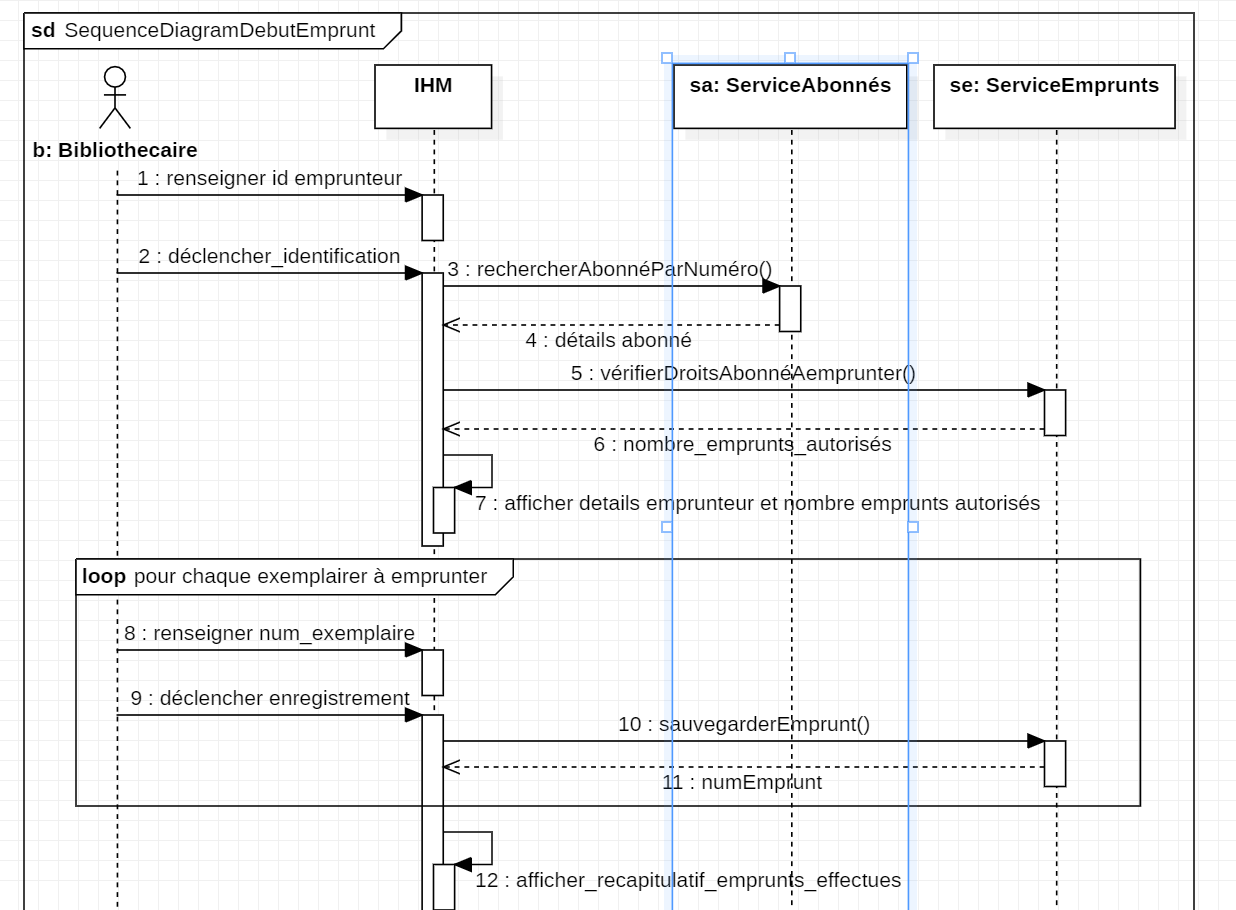 sd SequenceDiagramDebutEmprunt
IHM
sa: ServiceAbonnés
se: ServiceEmprunts
b: Bibliothecaire
1 : renseigner id emprunteur
2 : déclencher_identification
3 : rechercherAbonnéParNuméro()
4 : détails abonné
5 : vérifierDroitsAbonnéAemprunter()
6 : nombre_emprunts_autorisés
7 : afficher details emprunteur et nombre emprunts autorisés
loop pour chaque exemplairer à emprunter
8 : renseigner num_exemplaire
9 : déclencher enregistrement
10 : sauvegarderEmprunt()
11 : numEmprunt
12 : afficher_recapitulatif_emprunts_effectues